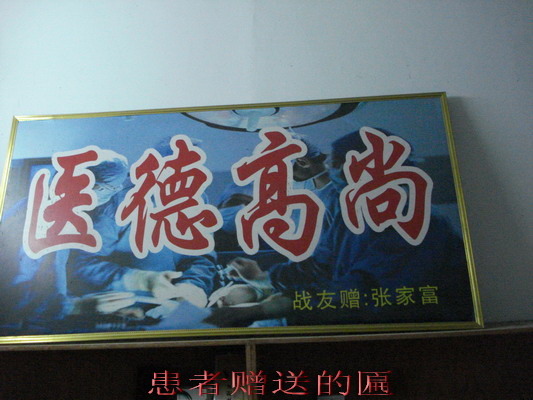 医德高尚
战友赠:张家富
患者赠送的匾